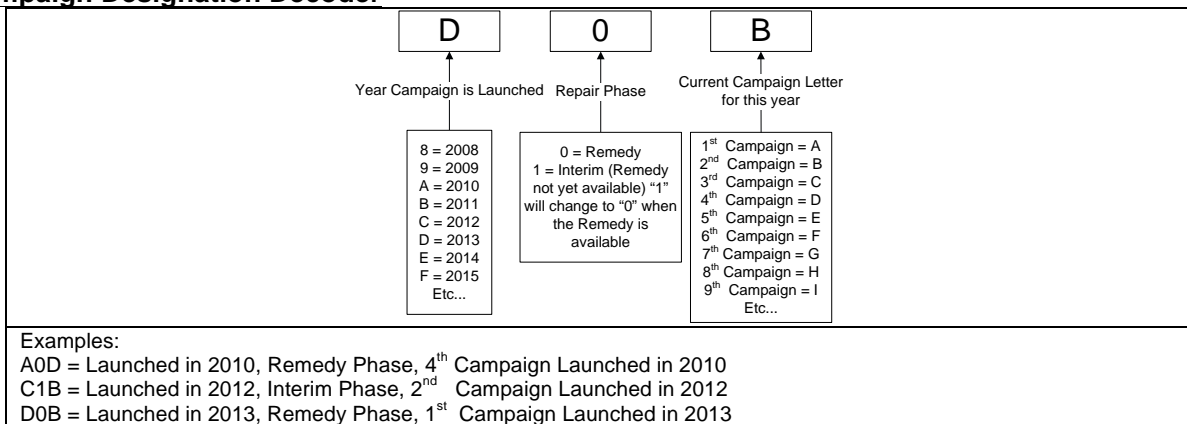 D 0 B
Year Campaign is Launched Repair Phase Current Campaign Letter
for this year
8 = 2008
9 = 2009
A = 2010
B = 2011
C = 2012
D = 2013
E = 2014
F = 2015
Etc...
0 = Remedy
1 = Interim (Remedy
not yet available) “1”
will change to “0” when
the Remedy is
available
1st Campaign = A
2nd Campaign = B
3rd Campaign = C
4th Campaign = D
5th Campaign = E
6th Campaign = F
7th Campaign = G
8th Campaign = H
9th Campaign = I
Etc...
Examples:
A0D = Launched in 2010, Remedy Phase, 4th Campaign Launched in 2010
C1B = Launched in 2012, Interim Phase, 2nd Campaign Launched in 2012
D0B = Launched in 2013, Remedy Phase, 1st Campaign Launched in 2013